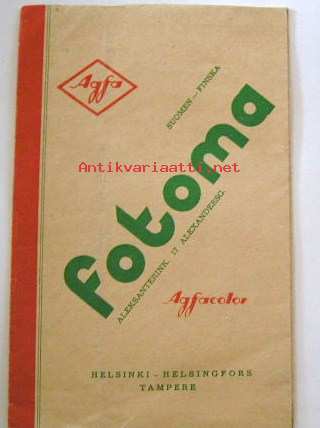 Agfa
SUOMEN - FINSKA
fotoma
ALEKSANTERINK. 17 ALEXANDERSG.
Agfacolor
HELSINKI - HELSINGFORS
TAMPERE
Antikvariaatti.net